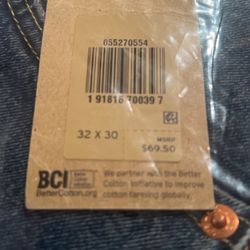 055270554
1 91816 70039 7
32 X 30
MSRP
$69.50
BCI
BetterCotton.org
We partner with the Better
Cotton Initiative to improve
cotton farming globally.